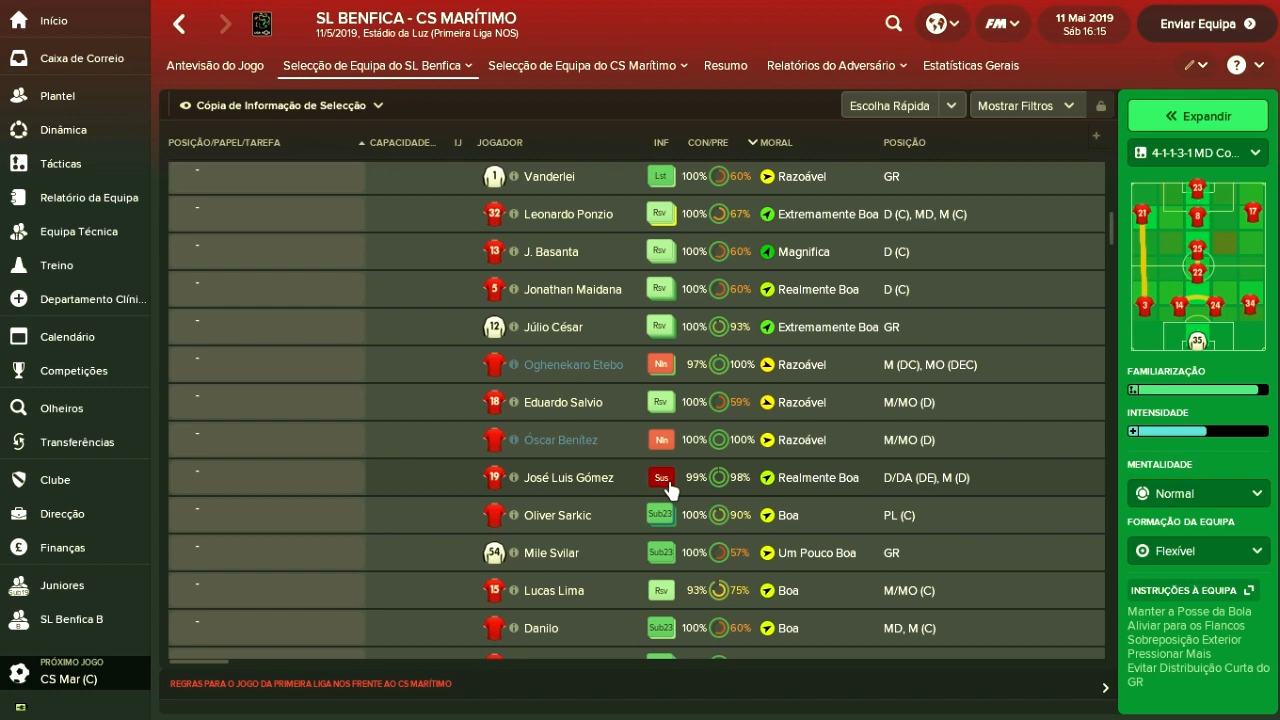 Início
Caixa de Correio
Plantel
Dinâmica
Tácticas
Relatório da Equipa
Equipa Técnica
Treino
Departamento Clíni...
Calendário
Competições
Olheiros
Transferências
Clube
Direcção
Finanças
Juniores
SL Benfica B
PRÓXIMO JOGO
CS Mar (C)
SL BENFICA - CS MARÍTIMO
11/5/2019, Estádio da Luz (Primeira Liga NOS)
FM
11 Mai 2019
Sáb 16:15
Enviar Equipa
Antevisão do Jogo Selecção de Equipa do SL Benfica Selecção de Equipa do CS Marítimo Resumo Relatórios do Adversário Estatísticas Gerais
Cópia de Informação de Selecção Escolha Rápida Mostrar Filtros
POSIÇÃO/PAPEL/TAREFA CAPACIDADE... IJ JOGADOR INF CON/PRE MORAL POSIÇÃO
- 1 Vanderlei Lst 100% 60% Razoável GR
- 32 Leonardo Ponzio Rsv 100% 67% Extremamente Boa D (C), MD, M (C)
- 13 J. Basanta Rsv 100% 60% Magnifica D (C)
- 5 Jonathan Maidana Rsv 100% 60% Realmente Boa D (C)
- 12 Júlio César Rsv 100% 93% Extremamente Boa GR
- Oghenekaro Etebo NIn 97% 100% Razoável M (DC), MO (DEC)
- 18 Eduardo Salvio Rsv 100% 59% Razoável M/MO (D)
- Óscar Benítez NIn 100% 100% Razoável M/MO (D)
- 19 José Luis Gómez Sus 99% 98% Realmente Boa D/DA (DE), M (D)
- Oliver Sarkic Sub23 100% 90% Boa PL (C)
- 54 Mile Svilar Sub23 100% 57% Um Pouco Boa GR
- 15 Lucas Lima Rsv 93% 75% Boa M/MO (C)
- Danilo Sub23 100% 60% Boa MD, M (C)
REGRAS PARA O JOGO DA PRIMEIRA LIGA NOS FRENTE AO CS MARÍTIMO
Expandir
4-1-1-3-1 MD Co...
23
21 8 17
25
22
3 14 24 34
35
FAMILIARIZAÇÃO
INTENSIDADE
MENTALIDADE
Normal
FORMAÇÃO DA EQUIPA
Flexível
INSTRUÇÕES À EQUIPA
Manter a Posse da Bola
Aliviar para os Flancos
Sobreposição Exterior
Pressionar Mais
Evitar Distribuição Curta do
GR